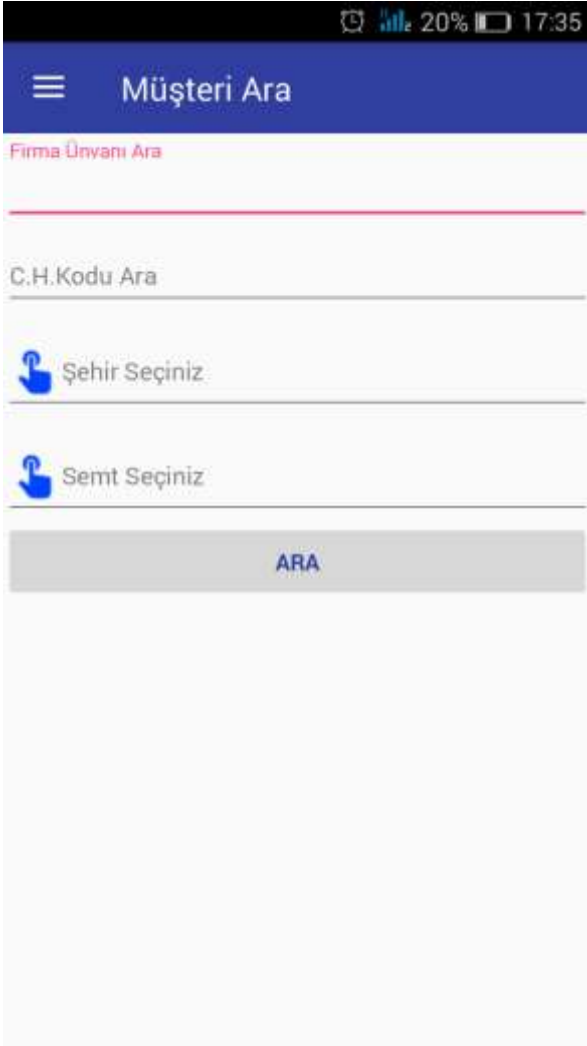 20% 17:35
Müşteri Ara
Firma Ünvanı Ara
C.H.Kodu Ara
Şehir Seçiniz
Semt Seçiniz
ARA